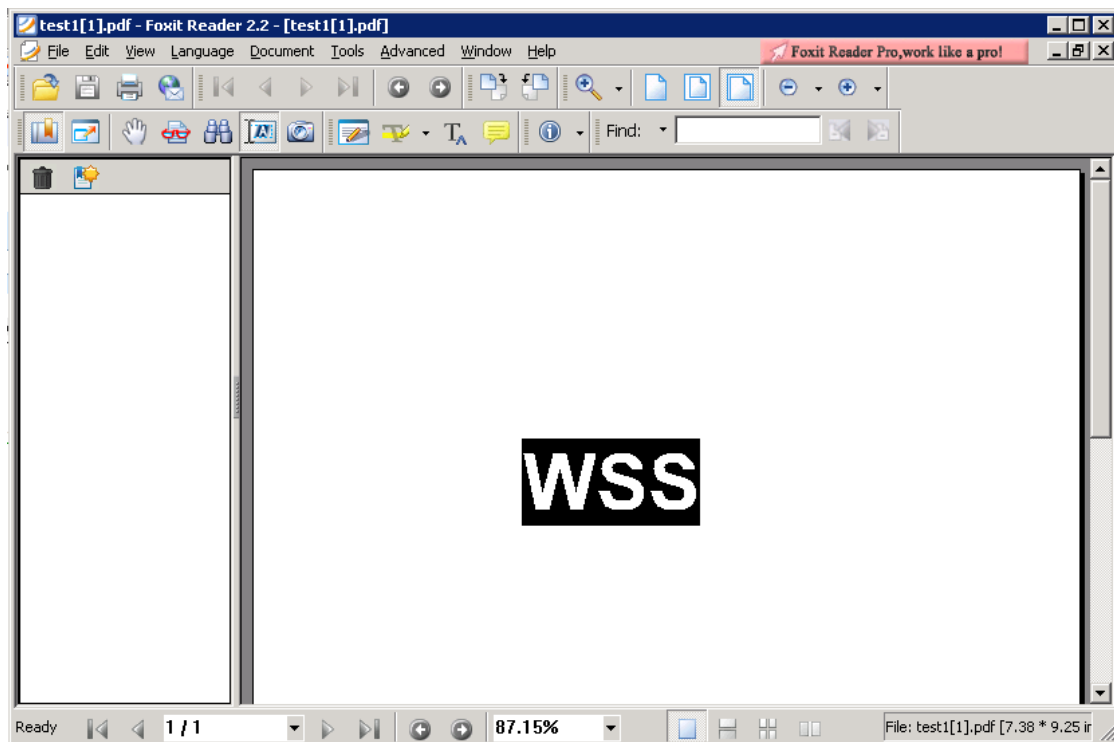 test1[1].pdf - Foxit Reader 2.2 - [test1[1].pdf]
File Edit View Language Document Tools Advanced Window Help Foxit Reader Pro,work like a pro!
Find:
WSS
Ready 1 / 1 87.15% File: test1[1].pdf [7.38 * 9.25 in